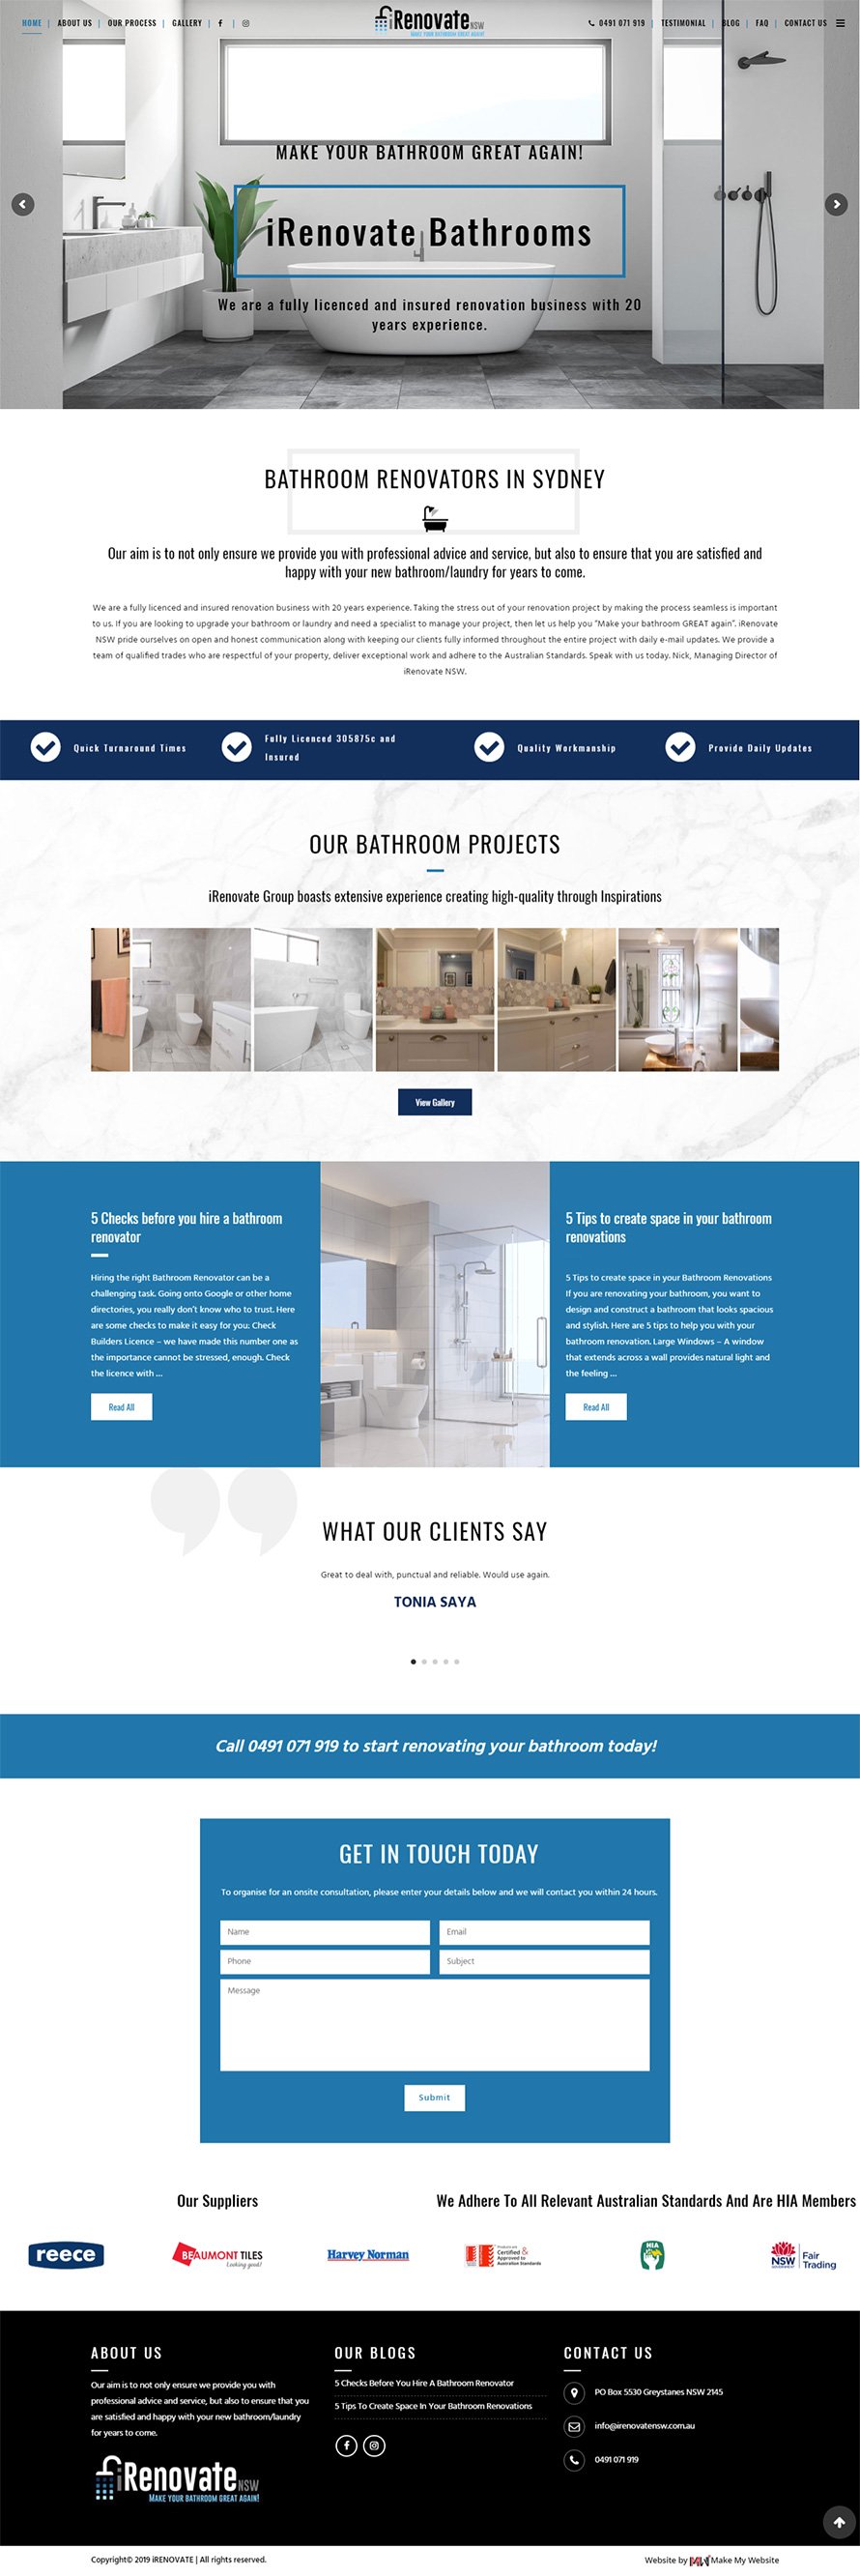 HOME | ABOUT US | OUR PROCESS | GALLERY | |
iRenovate NSW
MAKE YOUR BATHROOM GREAT AGAIN!
0491 071 919 | TESTIMONIAL | BLOG | FAQ | CONTACT US
MAKE YOUR BATHROOM GREAT AGAIN!
iRenovate Bathrooms
We are a fully licenced and insured renovation business with 20
years experience.
BATHROOM RENOVATORS IN SYDNEY
Our aim is to not only ensure we provide you with professional advice and service, but also to ensure that you are satisfied and
happy with your new bathroom/laundry for years to come.
We are a fully licenced and insured renovation business with 20 years experience. Taking the stress out of your renovation project by making the process seamless is important
to us. If you are looking to upgrade your bathroom or laundry and need a specialist to manage your project, then let us help you "Make your bathroom GREAT again". iRenovate
NSW pride ourselves on open and honest communication along with keeping our clients fully informed throughout the entire project with daily e-mail updates. We provide a
team of qualified trades who are respectful of your property, deliver exceptional work and adhere to the Australian Standards. Speak with us today. Nick, Managing Director of
iRenovate NSW.
Quick Turnaround Times
Fully Licenced 305875c and
Insured
Quality Workmanship
Provide Daily Updates
OUR BATHROOM PROJECTS
iRenovate Group boasts extensive experience creating high-quality through Inspirations
View Gallery
5 Checks before you hire a bathroom
renovator
Hiring the right Bathroom Renovator can be a
challenging task. Going onto Google or other home
directories, you really don't know who to trust. Here
are some checks to make it easy for you: Check
Builders Licence – we have made this number one as
the importance cannot be stressed, enough. Check
the licence with ...
Read All
5 Tips to create space in your bathroom
renovations
5 Tips to create space in your Bathroom Renovations
If you are renovating your bathroom, you want to
design and construct a bathroom that looks spacious
and stylish. Here are 5 tips to help you with your
bathroom renovation. Large Windows – A window
that extends across a wall provides natural light and
the feeling ...
Read All
WHAT OUR CLIENTS SAY
Great to deal with, punctual and reliable. Would use again.
TONIA SAYA
Call 0491 071 919 to start renovating your bathroom today!
GET IN TOUCH TODAY
To organise for an onsite consultation, please enter your details below and we will contact you within 24 hours.
Name
Email
Phone
Subject
Message
Submit
Our Suppliers
We Adhere To All Relevant Australian Standards And Are HIA Members
reece
BEAUMONT TILES
Looking good!
Harvey Norman
Certified &
Approved to
Australian Standards
HIA
NSW
GOVERNMENT
Fair
Trading
ABOUT US
Our aim is to not only ensure we provide you with
professional advice and service, but also to ensure that you
are satisfied and happy with your new bathroom/laundry
for years to come.
iRenovate NSW
MAKE YOUR BATHROOM GREAT AGAIN!
OUR BLOGS
5 Checks Before You Hire A Bathroom Renovator
5 Tips To Create Space In Your Bathroom Renovations
CONTACT US
PO Box 5530 Greystanes NSW 2145
info@irenovatensw.com.au
0491 071 919
Copyright© 2019 iRENOVATE | All rights reserved.
Website by Make My Website